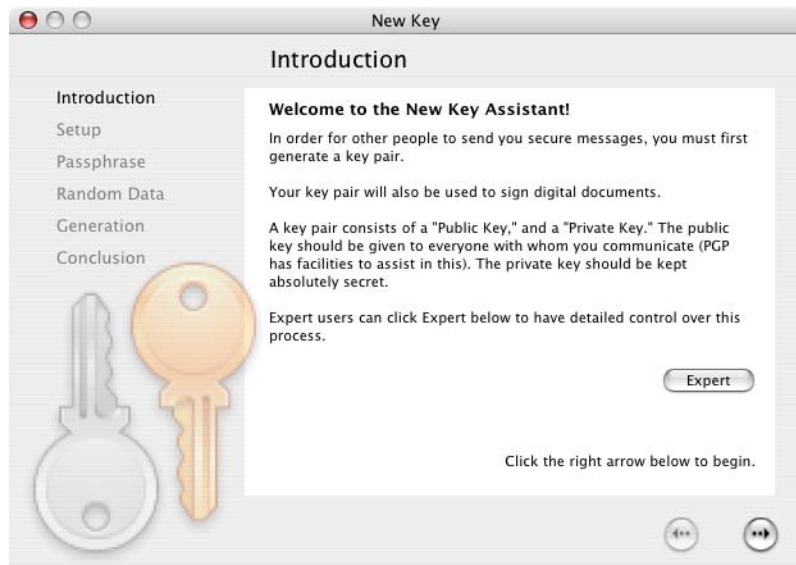 New Key
Introduction
Introduction
Setup
Passphrase
Random Data
Generation
Conclusion
Welcome to the New Key Assistant!
In order for other people to send you secure messages, you must first
generate a key pair.
Your key pair will also be used to sign digital documents.
A key pair consists of a "Public Key," and a "Private Key." The public
key should be given to everyone with whom you communicate (PGP
has facilities to assist in this). The private key should be kept
absolutely secret.
Expert users can click Expert below to have detailed control over this
process.
Expert
Click the right arrow below to begin.